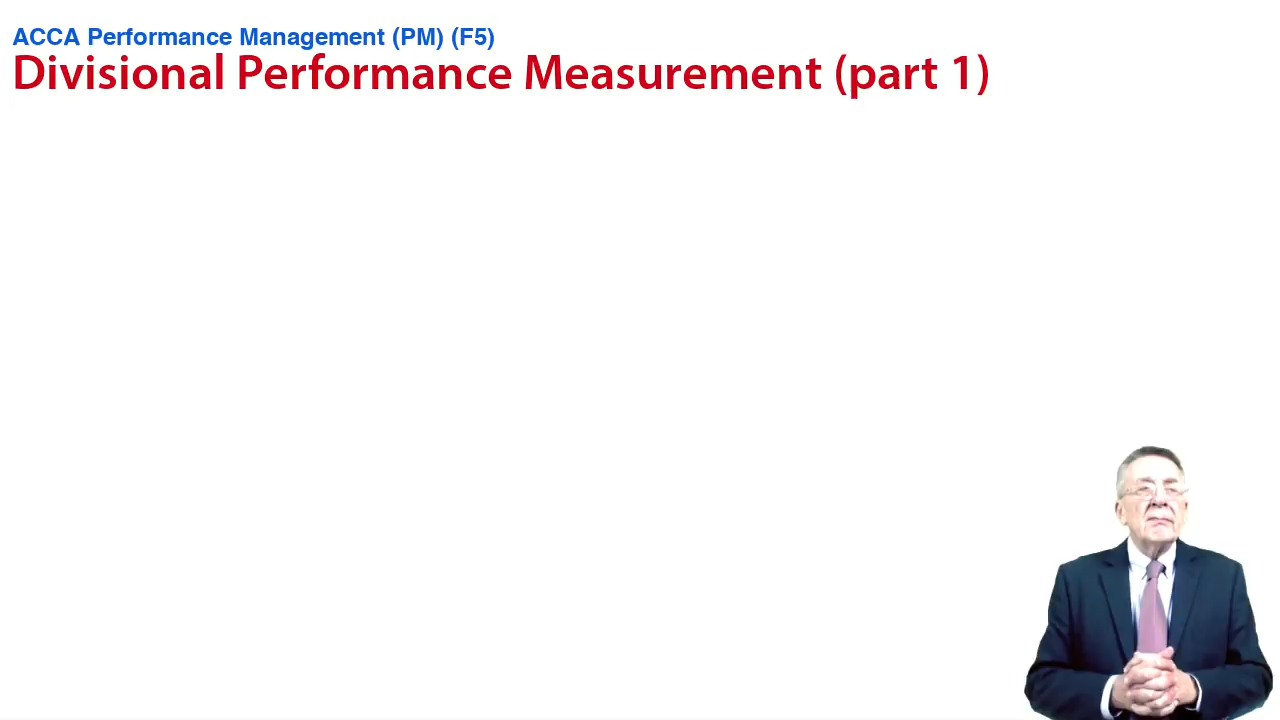 ACCA Performance Management (PM) (F5)
Divisional Performance Measurement (part 1)